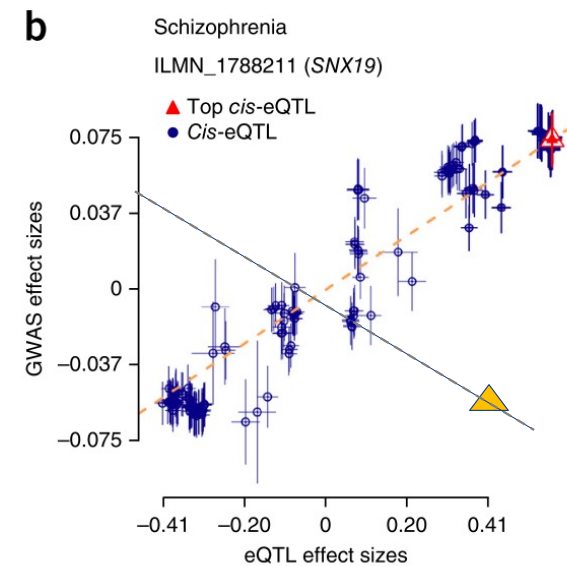 b
Schizophrenia
ILMN_1788211 (SNX19)
Top cis-eQTL
Cis-eQTL
GWAS effect sizes
0.075
0.037
0
−0.037
−0.075
−0.41 −0.20 0 0.20 0.41
eQTL effect sizes